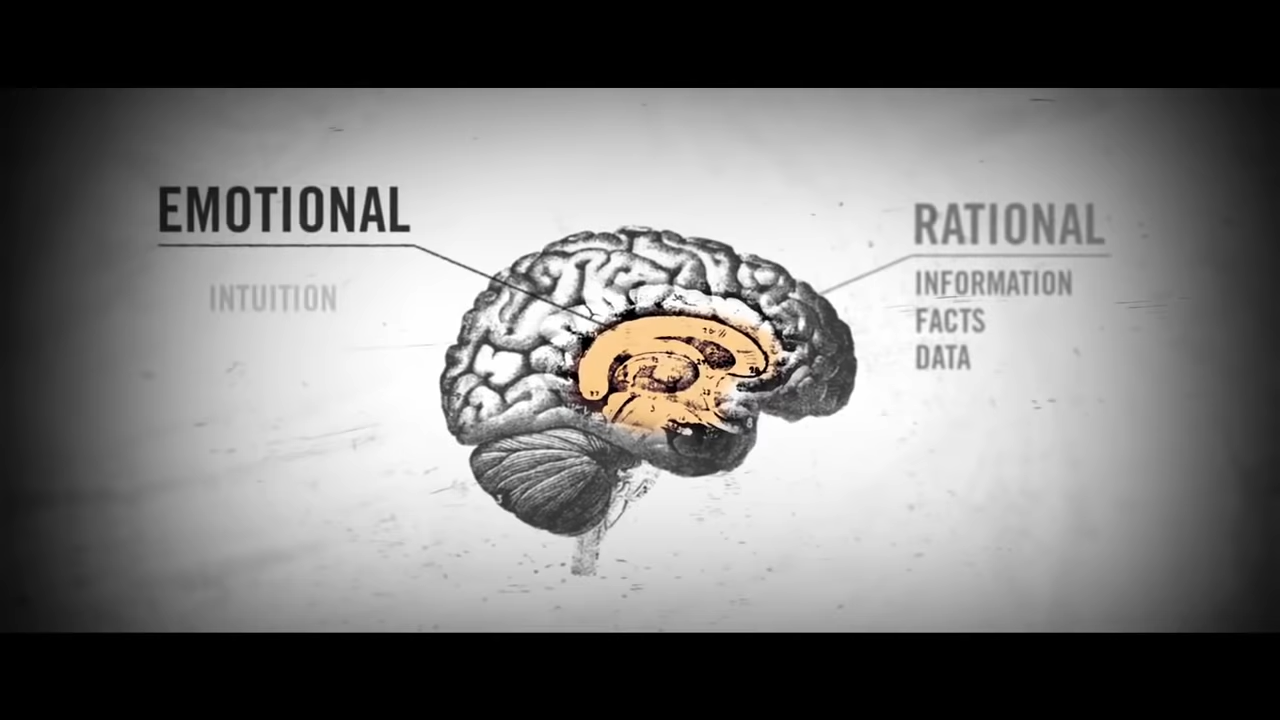 EMOTIONAL
INTUITION
RATIONAL
INFORMATION
FACTS
DATA